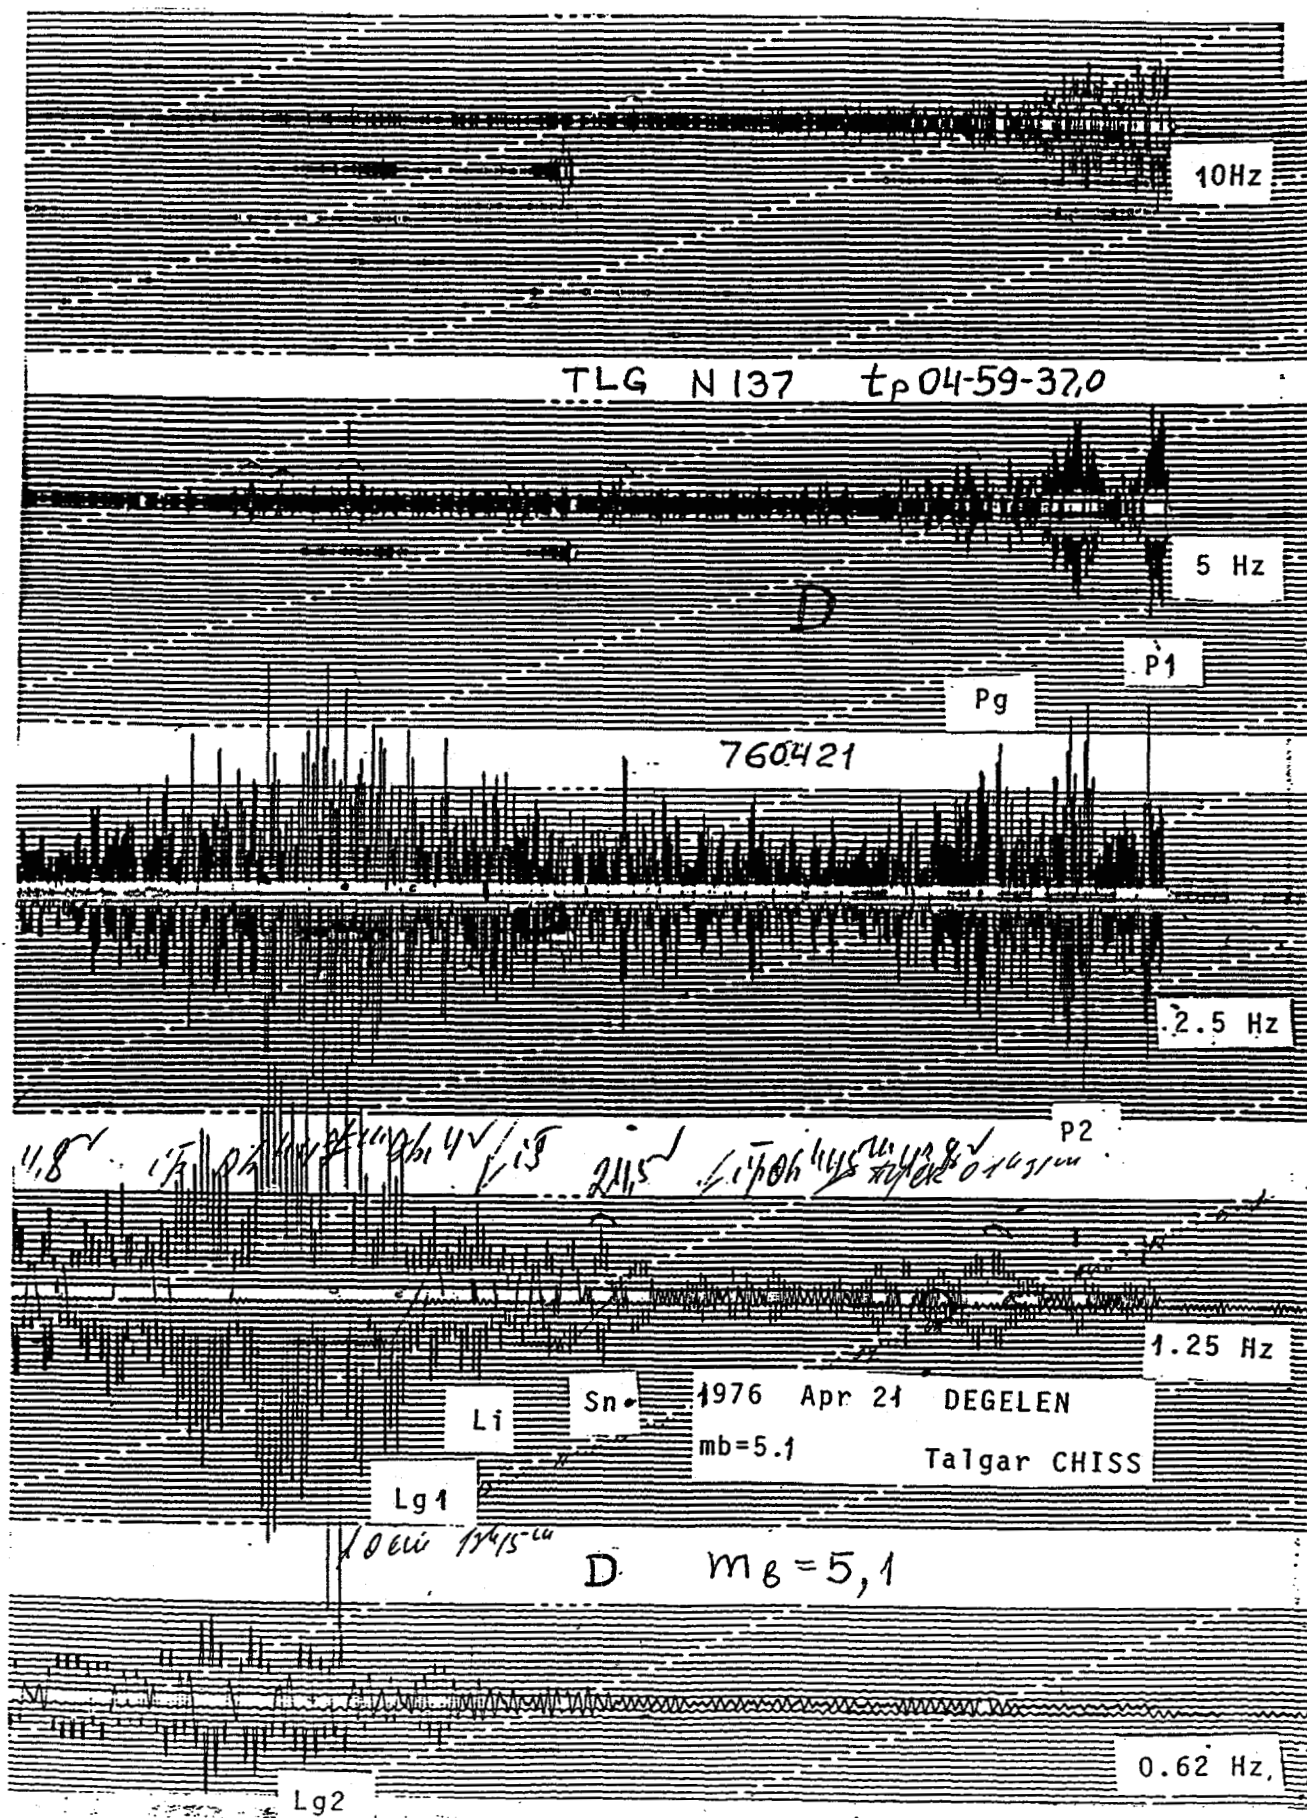 10Hz
TLG N 137 tp 04-59-37,0
5 Hz
D
P1
Pg
760421
2.5 Hz
P2
1.25 Hz
Sn
1976 Apr 21 DEGELEN
Li
mb=5.1 Talgar CHISS
Lg1
D mв = 5,1
0.62 Hz
Lg2